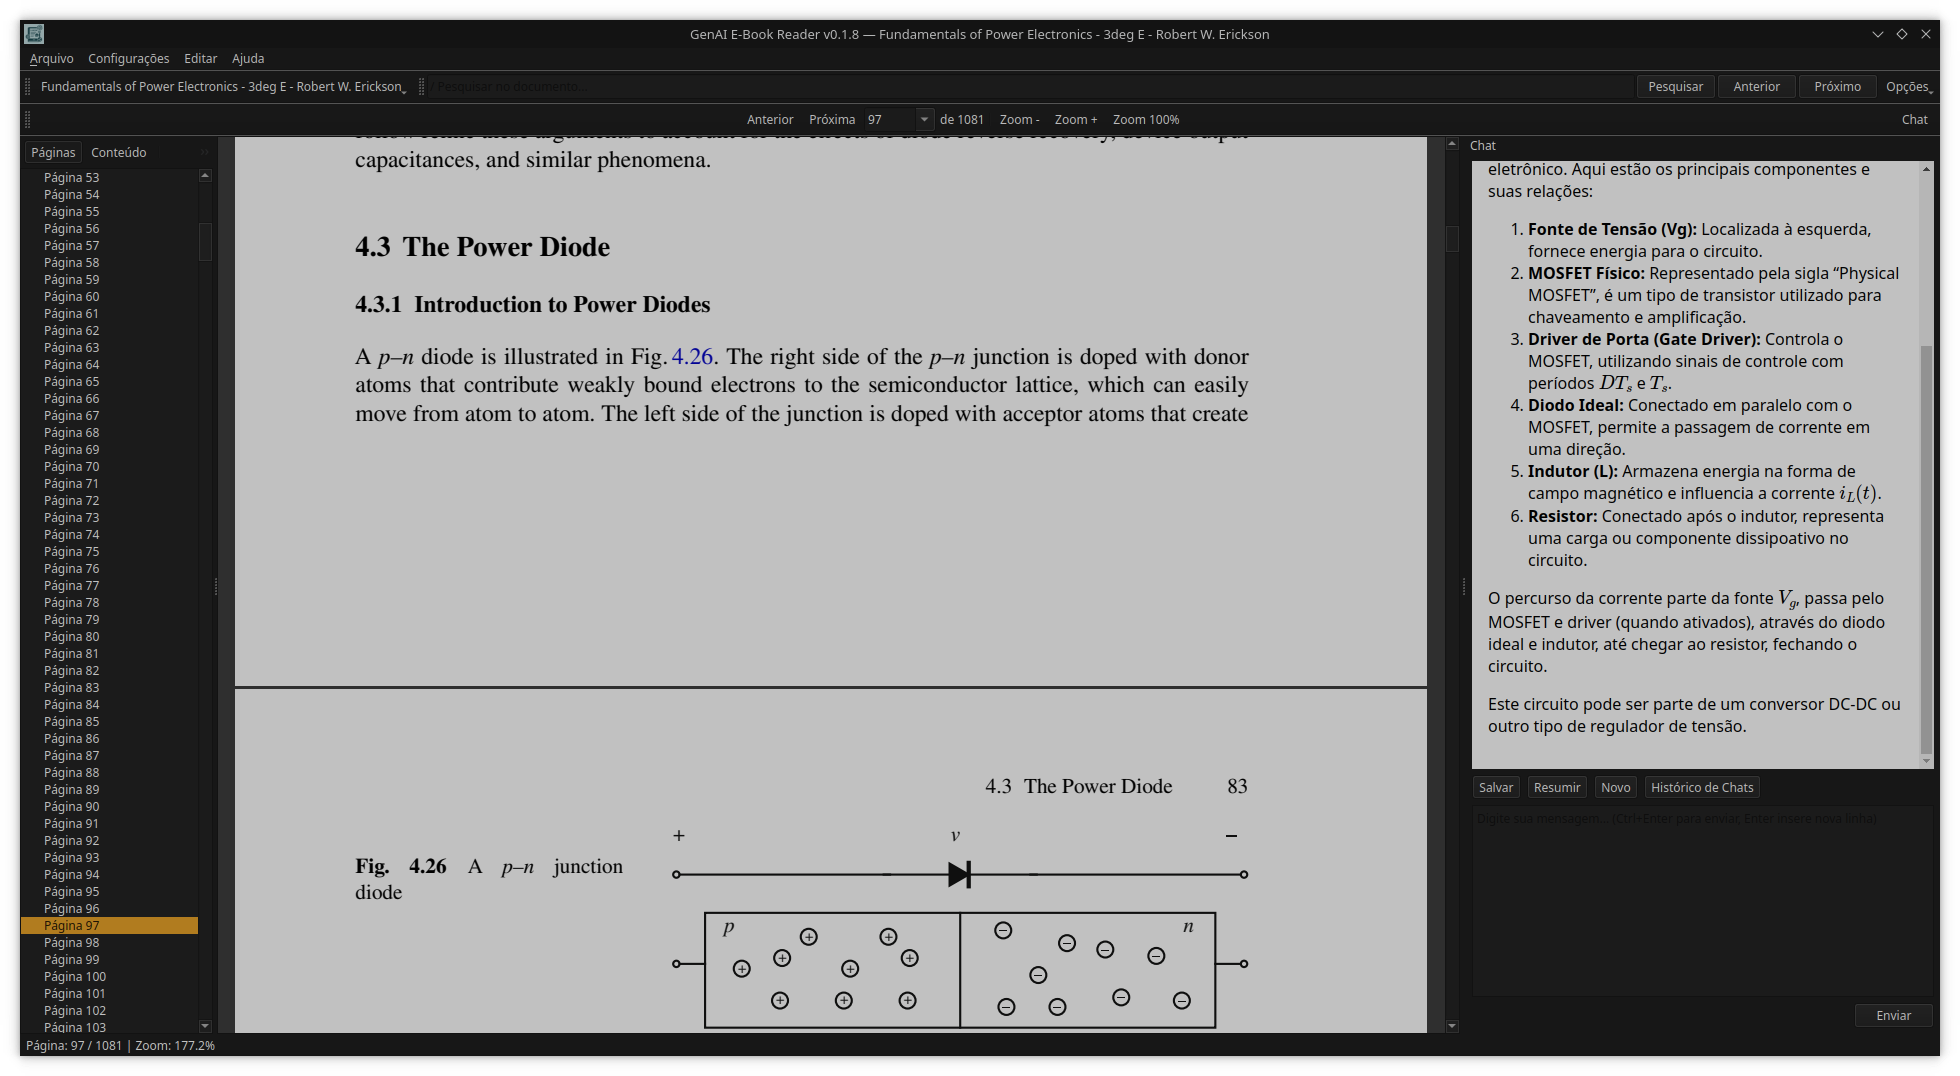 GenAI E-Book Reader v0.1.8 — Fundamentals of Power Electronics - 3deg E - Robert W. Erickson
Arquivo Configurações Editar Ajuda
Fundamentals of Power Electronics - 3deg E - Robert W. Erickson
Pesquisar no documento...
Pesquisar Anterior Próximo Opções
Anterior Próxima 97 de 1081 Zoom - Zoom + Zoom 100% Chat
Páginas Conteúdo
Página 53
Página 54
Página 55
Página 56
Página 57
Página 58
Página 59
Página 60
Página 61
Página 62
Página 63
Página 64
Página 65
Página 66
Página 67
Página 68
Página 69
Página 70
Página 71
Página 72
Página 73
Página 74
Página 75
Página 76
Página 77
Página 78
Página 79
Página 80
Página 81
Página 82
Página 83
Página 84
Página 85
Página 86
Página 87
Página 88
Página 89
Página 90
Página 91
Página 92
Página 93
Página 94
Página 95
Página 96
Página 97
Página 98
Página 99
Página 100
Página 101
Página 102
Página 103
capacitances, and similar phenomena.
4.3 The Power Diode
4.3.1 Introduction to Power Diodes
A p–n diode is illustrated in Fig. 4.26. The right side of the p–n junction is doped with donor
atoms that contribute weakly bound electrons to the semiconductor lattice, which can easily
move from atom to atom. The left side of the junction is doped with acceptor atoms that create
4.3 The Power Diode 83
Fig. 4.26 A p–n junction
diode
+ v −
p n
Chat
eletrônico. Aqui estão os principais componentes e
suas relações:
1. Fonte de Tensão (Vg): Localizada à esquerda,
fornece energia para o circuito.
2. MOSFET Físico: Representado pela sigla “Physical
MOSFET”, é um tipo de transistor utilizado para
chaveamento e amplificação.
3. Driver de Porta (Gate Driver): Controla o
MOSFET, utilizando sinais de controle com
períodos DTs e Ts.
4. Diodo Ideal: Conectado em paralelo com o
MOSFET, permite a passagem de corrente em
uma direção.
5. Indutor (L): Armazena energia na forma de
campo magnético e influencia a corrente iL(t).
6. Resistor: Conectado após o indutor, representa
uma carga ou componente dissipoativo no
circuito.
O percurso da corrente parte da fonte Vg, passa pelo
MOSFET e driver (quando ativados), através do diodo
ideal e indutor, até chegar ao resistor, fechando o
circuito.
Este circuito pode ser parte de um conversor DC-DC ou
outro tipo de regulador de tensão.
Salvar Resumir Novo Histórico de Chats
Digite sua mensagem... (Ctrl+Enter para enviar, Enter insere nova linha)
Enviar
Página: 97 / 1081 | Zoom: 177.2%